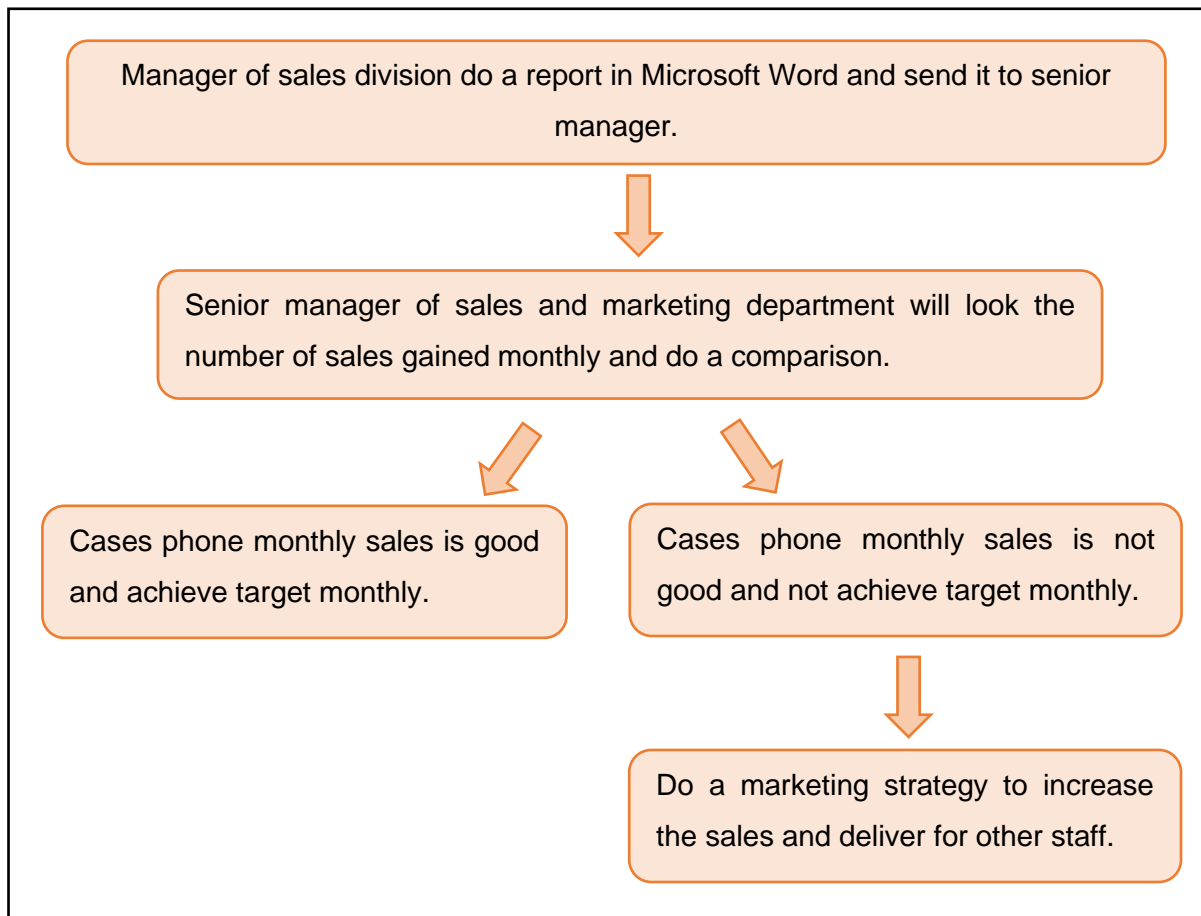 Manager of sales division do a report in Microsoft Word and send it to senior
manager.
Senior manager of sales and marketing department will look the
number of sales gained monthly and do a comparison.
Cases phone monthly sales is good
and achieve target monthly.
Cases phone monthly sales is not
good and not achieve target monthly.
Do a marketing strategy to increase
the sales and deliver for other staff.